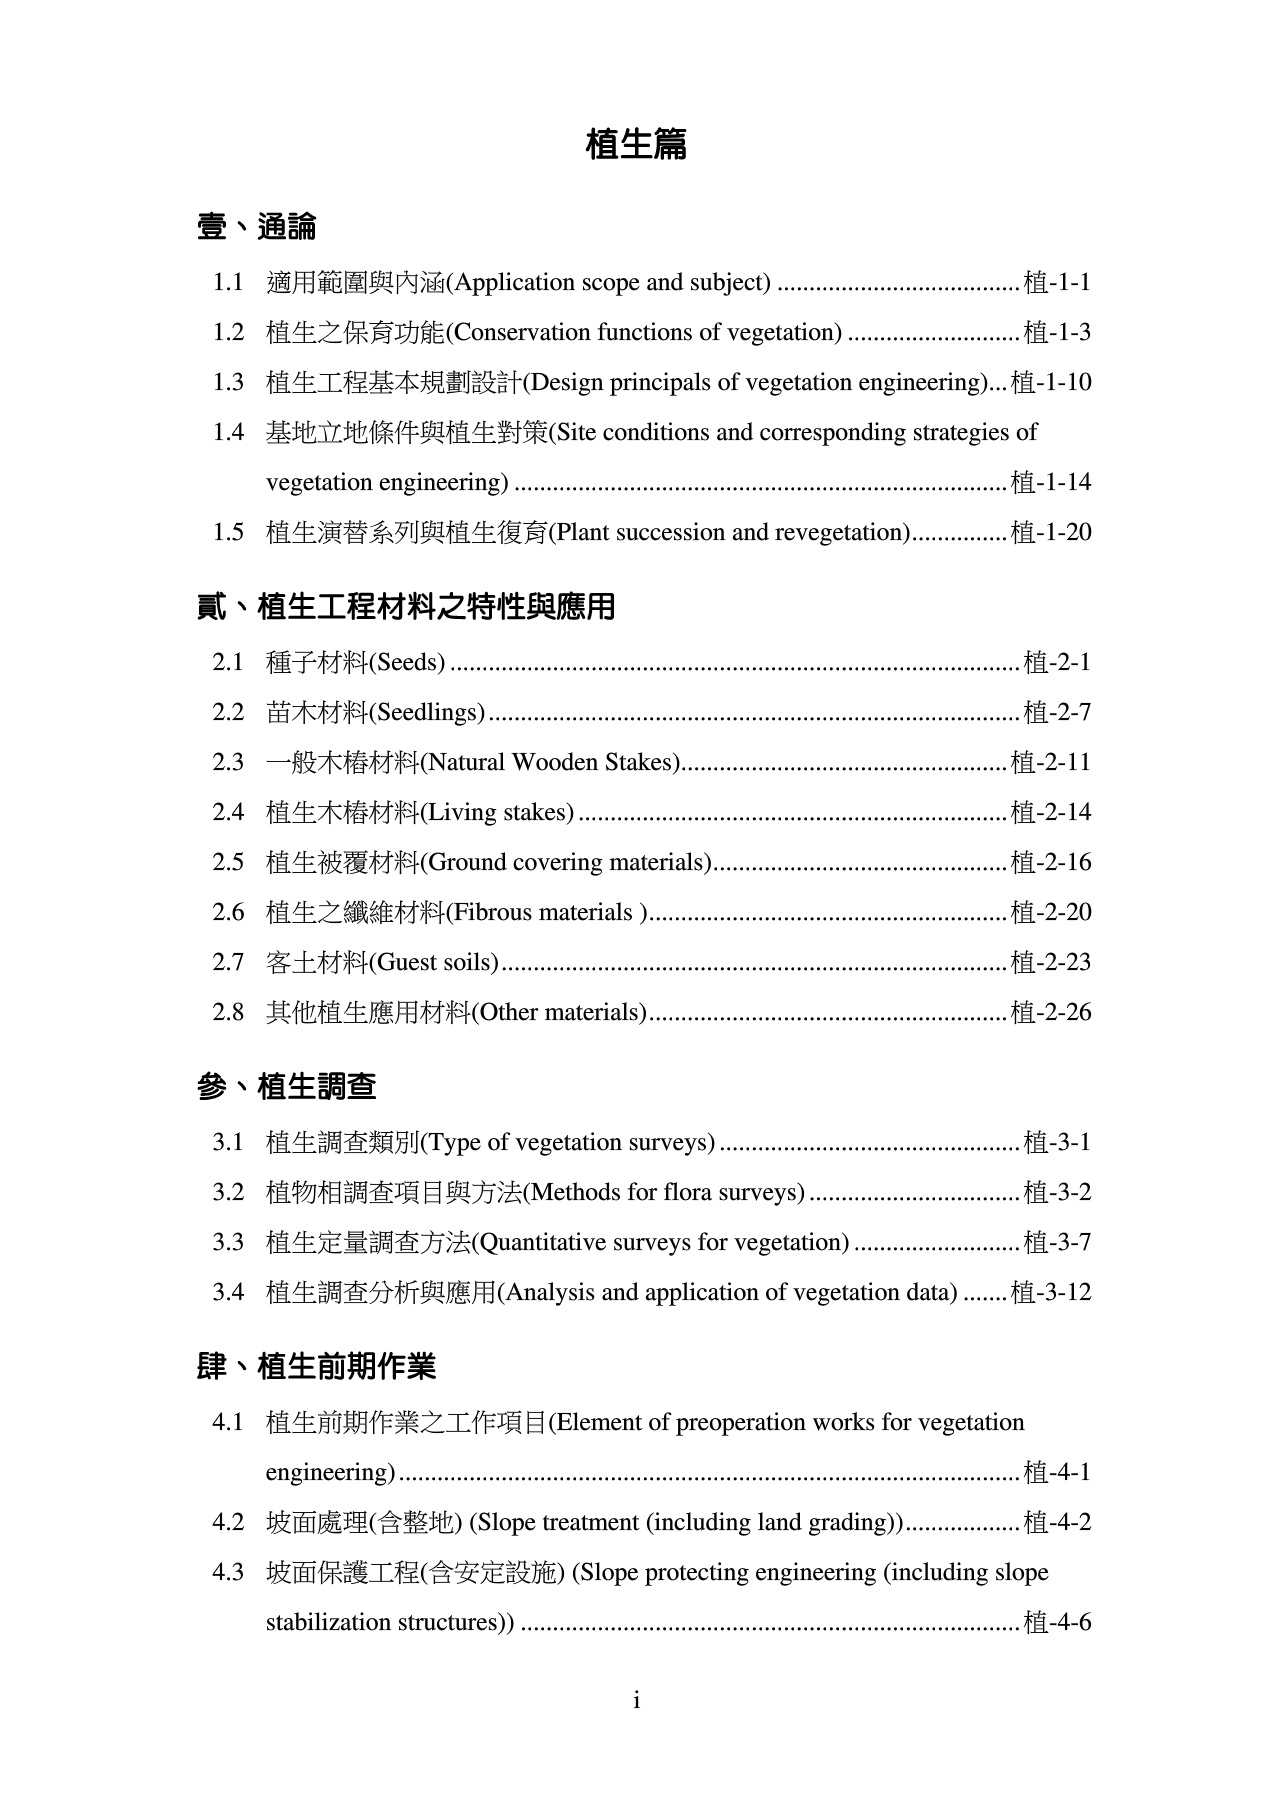 植生篇
壹、通論
1.1 適用範圍與內涵(Application scope and subject) ......................................植-1-1
1.2 植生之保育功能(Conservation functions of vegetation) ...........................植-1-3
1.3 植生工程基本規劃設計(Design principals of vegetation engineering)...植-1-10
1.4 基地立地條件與植生對策(Site conditions and corresponding strategies of
vegetation engineering) .............................................................................植-1-14
1.5 植生演替系列與植生復育(Plant succession and revegetation)...............植-1-20
貳、植生工程材料之特性與應用
2.1 種子材料(Seeds) .........................................................................................植-2-1
2.2 苗木材料(Seedlings)...................................................................................植-2-7
2.3 一般木樁材料(Natural Wooden Stakes)...................................................植-2-11
2.4 植生木樁材料(Living stakes) ...................................................................植-2-14
2.5 植生被覆材料(Ground covering materials)..............................................植-2-16
2.6 植生之纖維材料(Fibrous materials )........................................................植-2-20
2.7 客土材料(Guest soils)...............................................................................植-2-23
2.8 其他植生應用材料(Other materials)........................................................植-2-26
參、植生調查
3.1 植生調查類別(Type of vegetation surveys) ...............................................植-3-1
3.2 植物相調查項目與方法(Methods for flora surveys) .................................植-3-2
3.3 植生定量調查方法(Quantitative surveys for vegetation) ..........................植-3-7
3.4 植生調查分析與應用(Analysis and application of vegetation data) .......植-3-12
肆、植生前期作業
4.1 植生前期作業之工作項目(Element of preoperation works for vegetation
engineering).................................................................................................植-4-1
4.2 坡面處理(含整地) (Slope treatment (including land grading))..................植-4-2
4.3 坡面保護工程(含安定設施) (Slope protecting engineering (including slope
stabilization structures)) ..............................................................................植-4-6
i